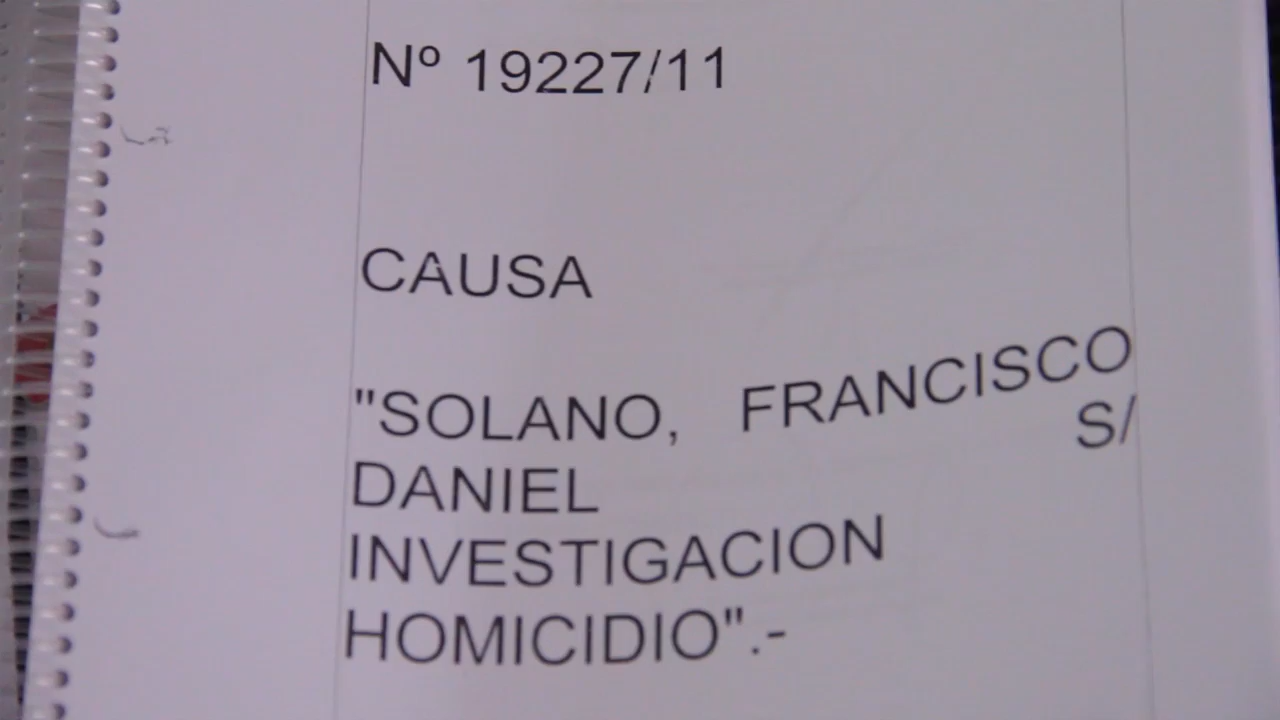 Nº 19227/11
CAUSA
"SOLANO, FRANCISCO
DANIEL S/
INVESTIGACION
HOMICIDIO".-